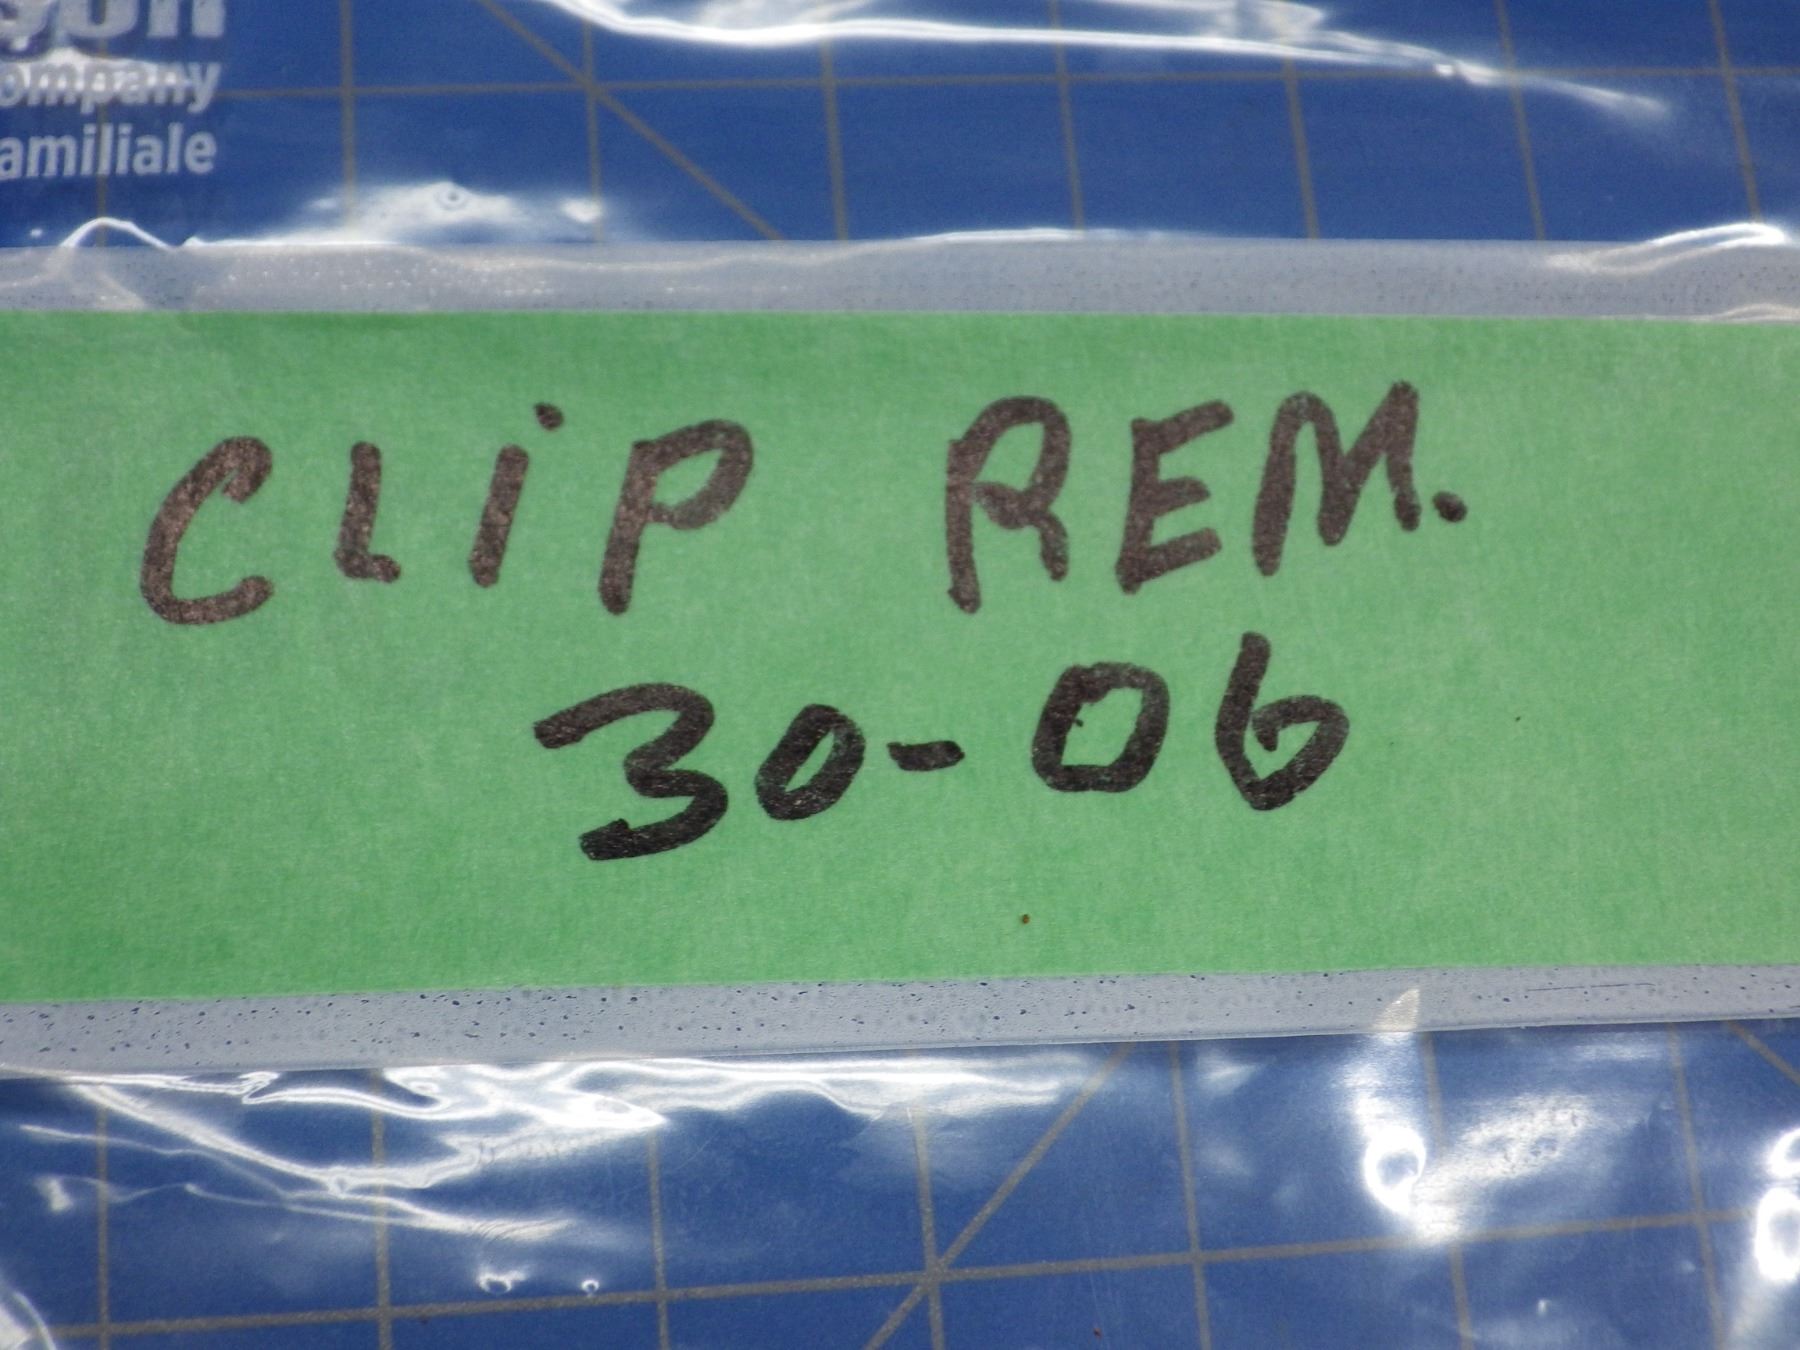 ompany
amiliale
CLiP REM.
30-06